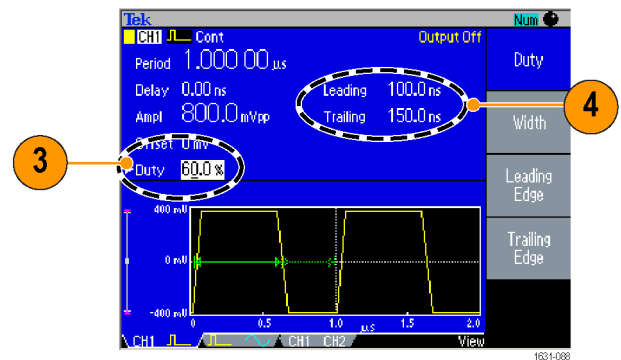 Tek
Num
CH1 Cont
Output Off
Duty
Period 1.000 00 µs
Delay 0.00 ns
Leading 100.0 ns
4
Ampl 800.0 mVpp
Trailing 150.0 ns
Width
Offset 0 mV
3
Duty 60.0 %
Leading
Edge
400 mV
Trailing
Edge
0 mV
-400 mV
0 0.5 1.0 µs 1.5 2.0
CH1 CH1 CH2 View
1631-088